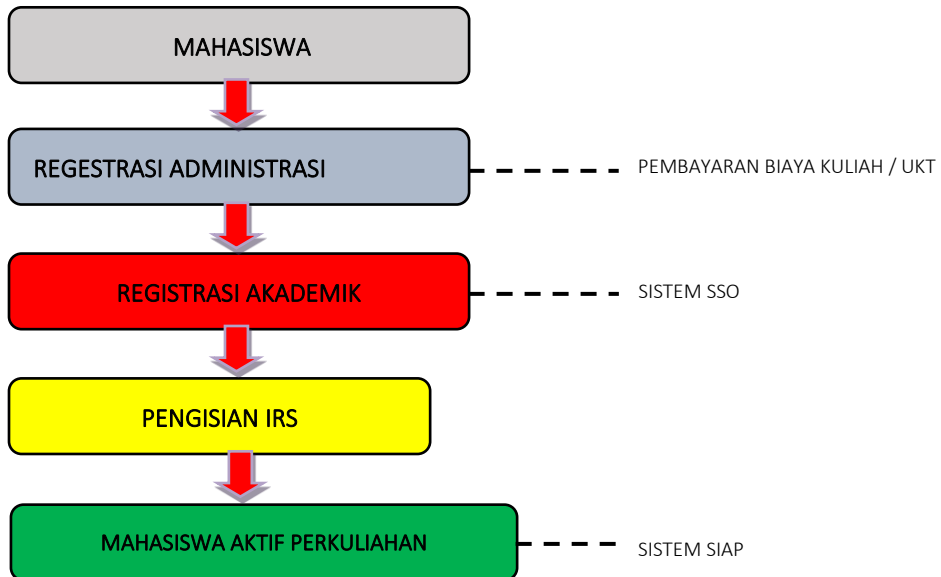 MAHASISWA
REGESTRASI ADMINISTRASI
PEMBAYARAN BIAYA KULIAH / UKT
REGISTRASI AKADEMIK
SISTEM SSO
PENGISIAN IRS
MAHASISWA AKTIF PERKULIAHAN
SISTEM SIAP